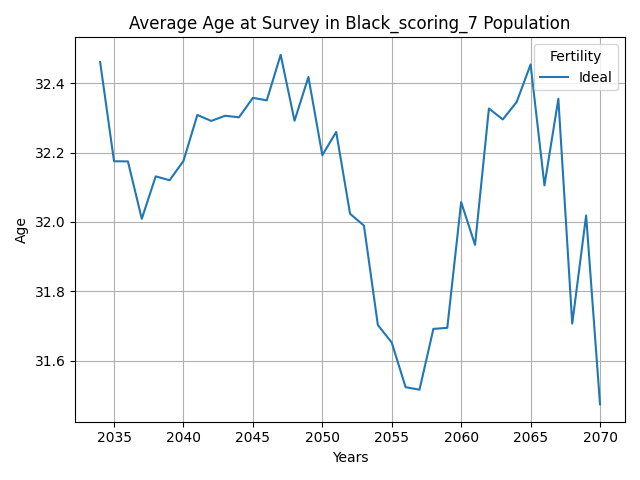 Average Age at Survey in Black_scoring_7 Population
Fertility
Ideal
32.4
32.2
32.0
31.8
31.6
Age
2035 2040 2045 2050 2055 2060 2065 2070
Years